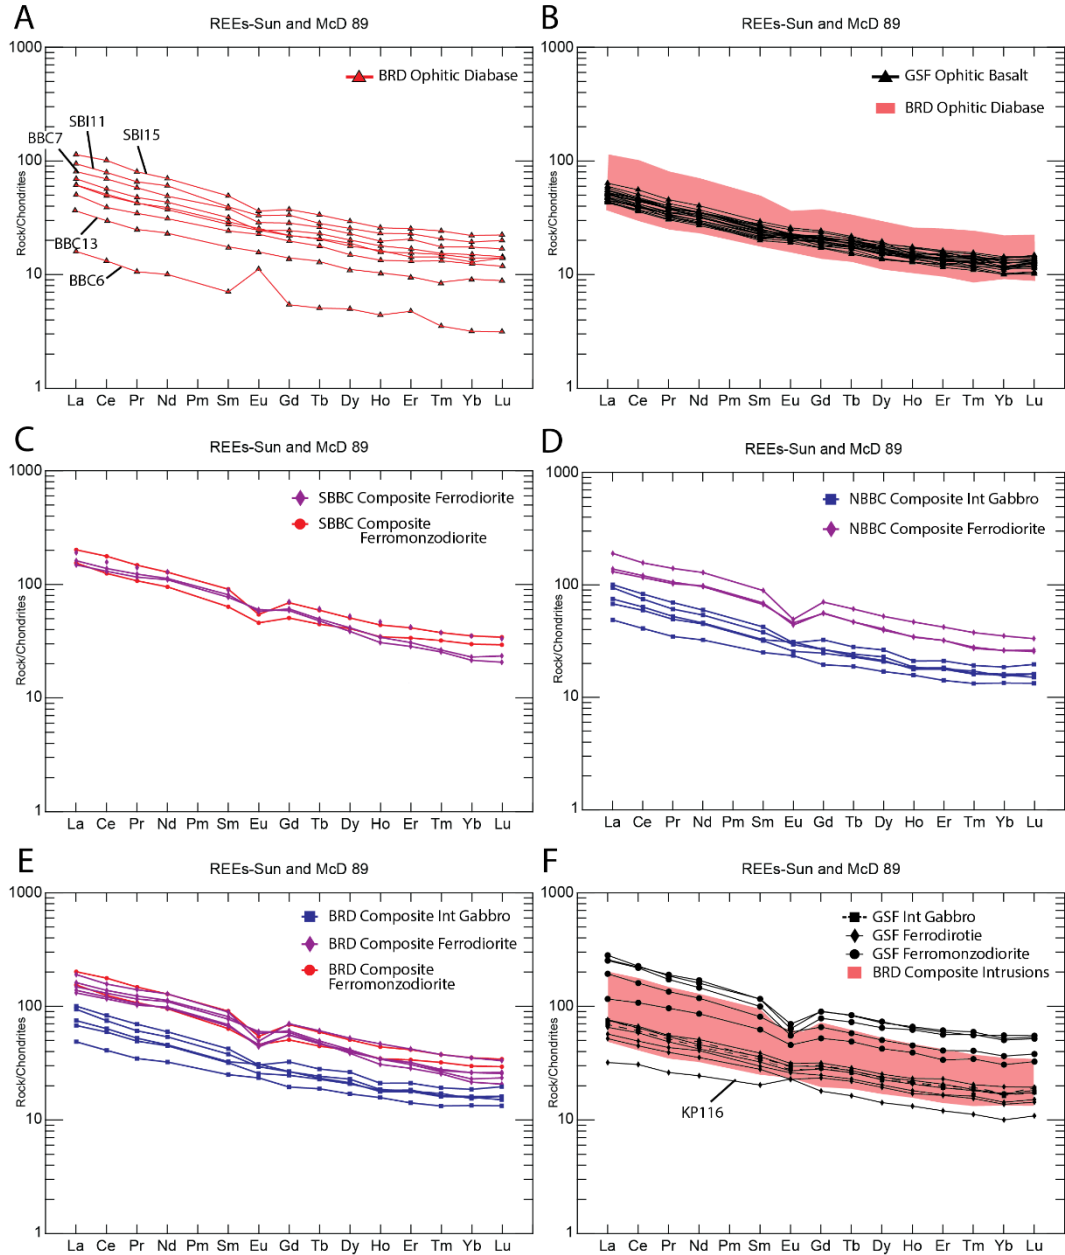 A
REEs-Sun and McD 89
1000
100
10
1
Rock/Chondrites
BRD Ophitic Diabase
BBC7
SBI11
SBI15
BBC13
BBC6
La Ce Pr Nd Pm Sm Eu Gd Tb Dy Ho Er Tm Yb Lu
B
REEs-Sun and McD 89
1000
100
10
1
Rock/Chondrites
GSF Ophitic Basalt
BRD Ophitic Diabase
La Ce Pr Nd Pm Sm Eu Gd Tb Dy Ho Er Tm Yb Lu
C
REEs-Sun and McD 89
1000
100
10
1
Rock/Chondrites
SBBC Composite Ferrodiorite
SBBC Composite
Ferromonzodiorite
La Ce Pr Nd Pm Sm Eu Gd Tb Dy Ho Er Tm Yb Lu
D
REEs-Sun and McD 89
1000
100
10
1
Rock/Chondrites
NBBC Composite Int Gabbro
NBBC Composite Ferrodiorite
La Ce Pr Nd Pm Sm Eu Gd Tb Dy Ho Er Tm Yb Lu
E
REEs-Sun and McD 89
1000
100
10
1
Rock/Chondrites
BRD Composite Int Gabbro
BRD Composite Ferrodiorite
BRD Composite
Ferromonzodiorite
La Ce Pr Nd Pm Sm Eu Gd Tb Dy Ho Er Tm Yb Lu
F
REEs-Sun and McD 89
1000
100
10
1
Rock/Chondrites
GSF Int Gabbro
GSF Ferrodirotie
GSF Ferromonzodiorite
BRD Composite Intrusions
KP116
La Ce Pr Nd Pm Sm Eu Gd Tb Dy Ho Er Tm Yb Lu